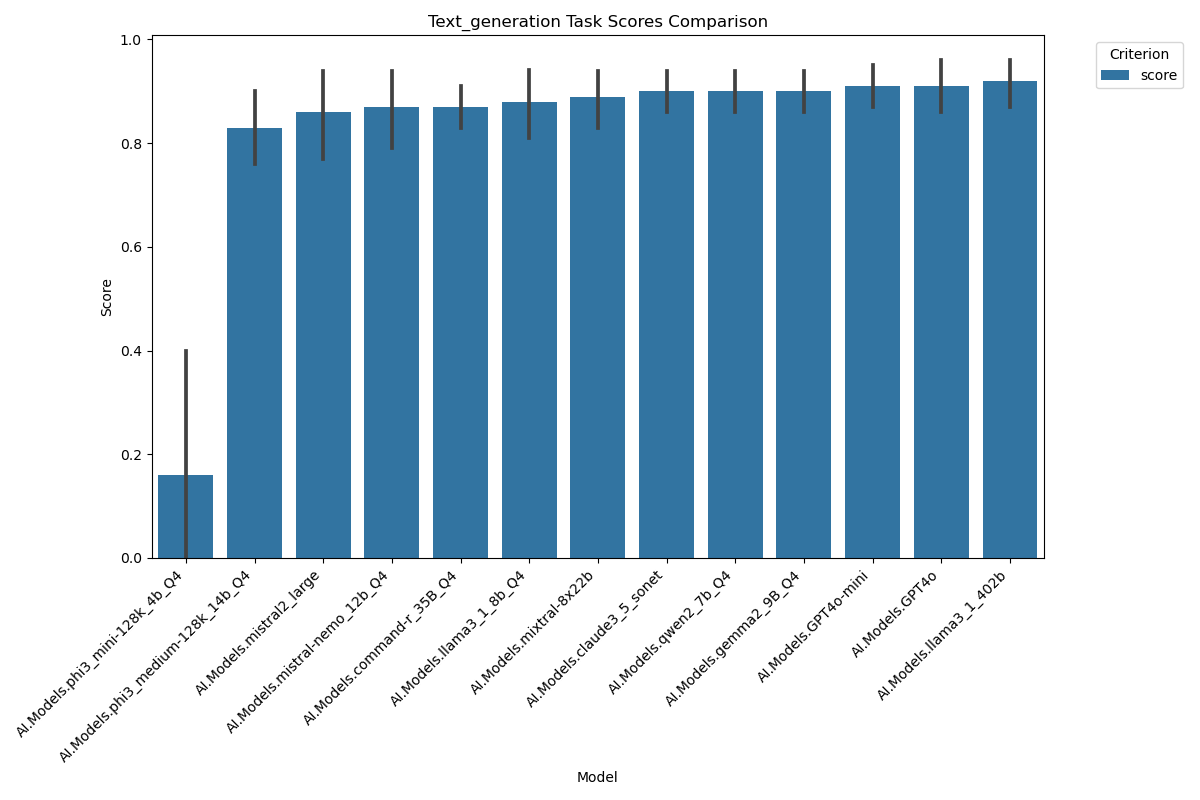 Text_generation Task Scores Comparison
Criterion
score
Score
1.0
0.8
0.6
0.4
0.2
0.0
AI.Models.phi3_mini-128k_4b_Q4
AI.Models.phi3_medium-128k_14b_Q4
AI.Models.mistral2_large
AI.Models.mistral-nemo_12b_Q4
AI.Models.command-r_35B_Q4
AI.Models.llama3_1_8b_Q4
AI.Models.mixtral-8x22b
AI.Models.claude3_5_sonet
AI.Models.qwen2_7b_Q4
AI.Models.gemma2_9B_Q4
AI.Models.GPT4o-mini
AI.Models.GPT4o
AI.Models.llama3_1_402b
Model